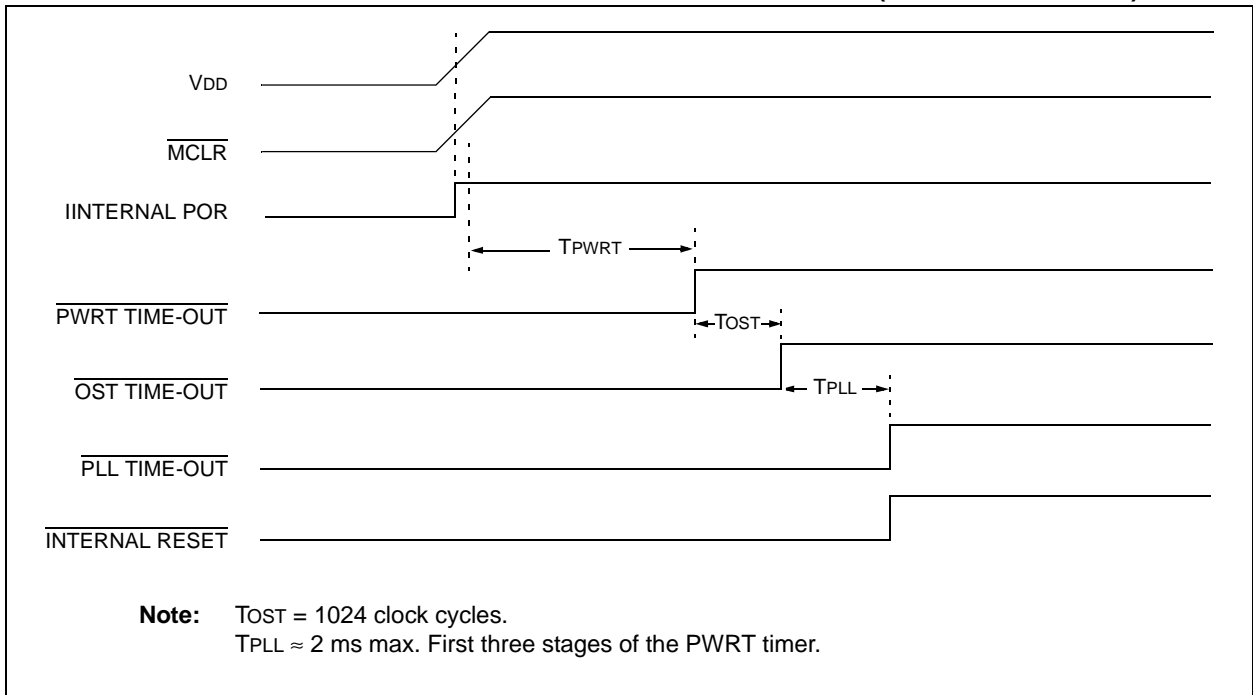 VDD
MCLR
IINTERNAL POR
TPWRT
PWRT TIME-OUT
TOST
OST TIME-OUT
TPLL
PLL TIME-OUT
INTERNAL RESET
Note: TOST = 1024 clock cycles.
TPLL ≈ 2 ms max. First three stages of the PWRT timer.